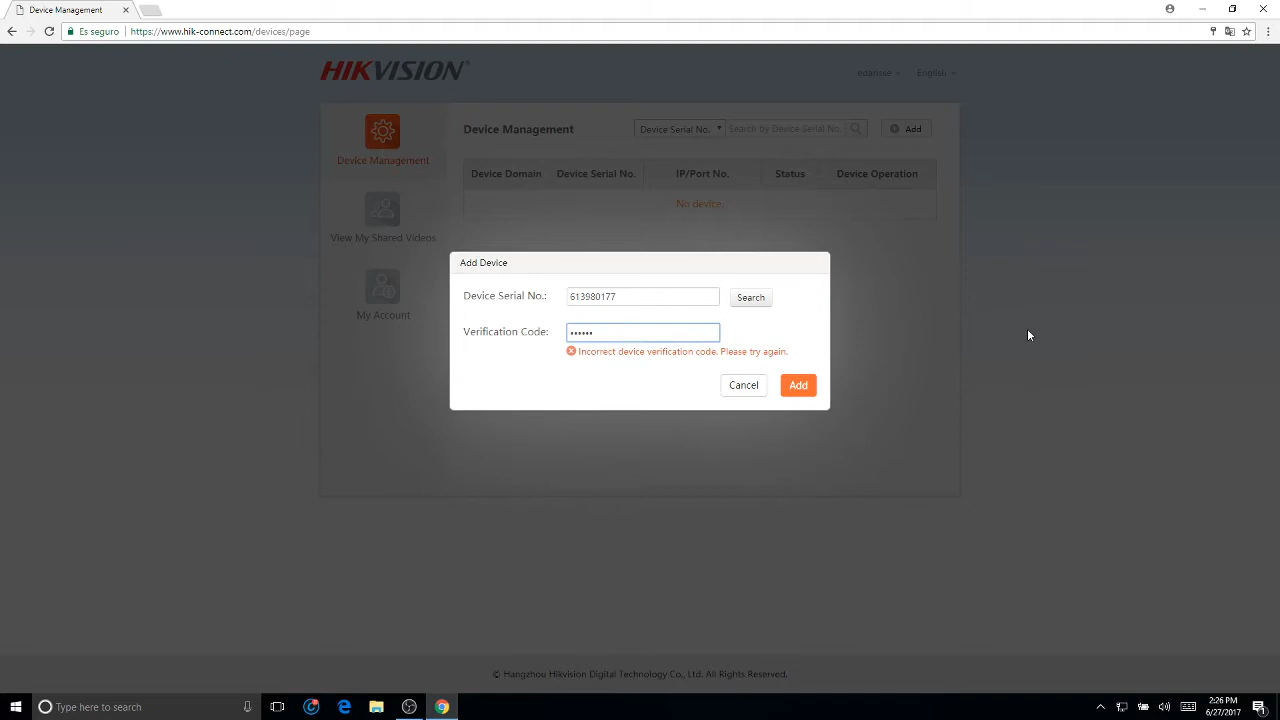 Device Management
Es seguro
https://www.hik-connect.com/devices/page
HIKVISION®
edarisse
English
Device Management
Device Serial No.
Search by Device Serial No.
Add
Device Management
Device Domain
Device Serial No.
IP/Port No.
Status
Device Operation
No device.
View My Shared Videos
My Account
Add Device
Device Serial No.:
613980177
Search
Verification Code:
••••••
Incorrect device verification code. Please try again.
Cancel
Add
© Hangzhou Hikvision Digital Technology Co., Ltd. All Rights Reserved.
Type here to search
2:26 PM
6/27/2017